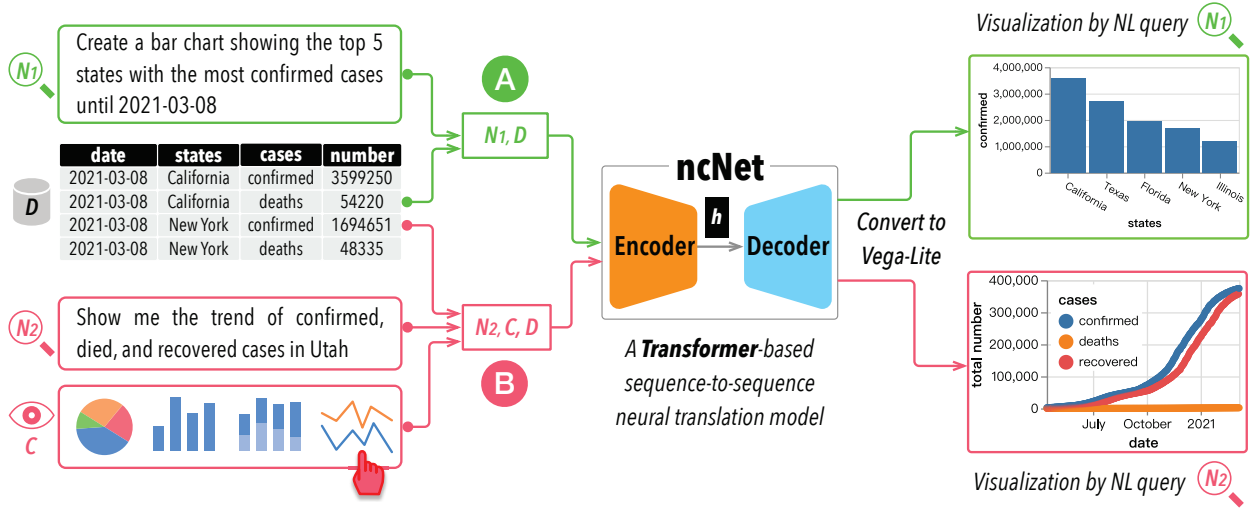 N1
Create a bar chart showing the top 5
states with the most confirmed cases
until 2021-03-08
D
date states cases number
2021-03-08 California confirmed 3599250
2021-03-08 California deaths 54220
2021-03-08 New York confirmed 1694651
2021-03-08 New York deaths 48335
N2
Show me the trend of confirmed,
died, and recovered cases in Utah
C
A
N1, D
N2, C, D
B
ncNet
Encoder
h
Decoder
A Transformer-based
sequence-to-sequence
neural translation model
Convert to
Vega-Lite
Visualization by NL query N1
4,000,000
3,000,000
2,000,000
1,000,000
0
confirmed
California
Texas
Florida
New York
Illinois
states
400,000
300,000
200,000
100,000
0
total number
cases
confirmed
deaths
recovered
July October 2021
date
Visualization by NL query N2